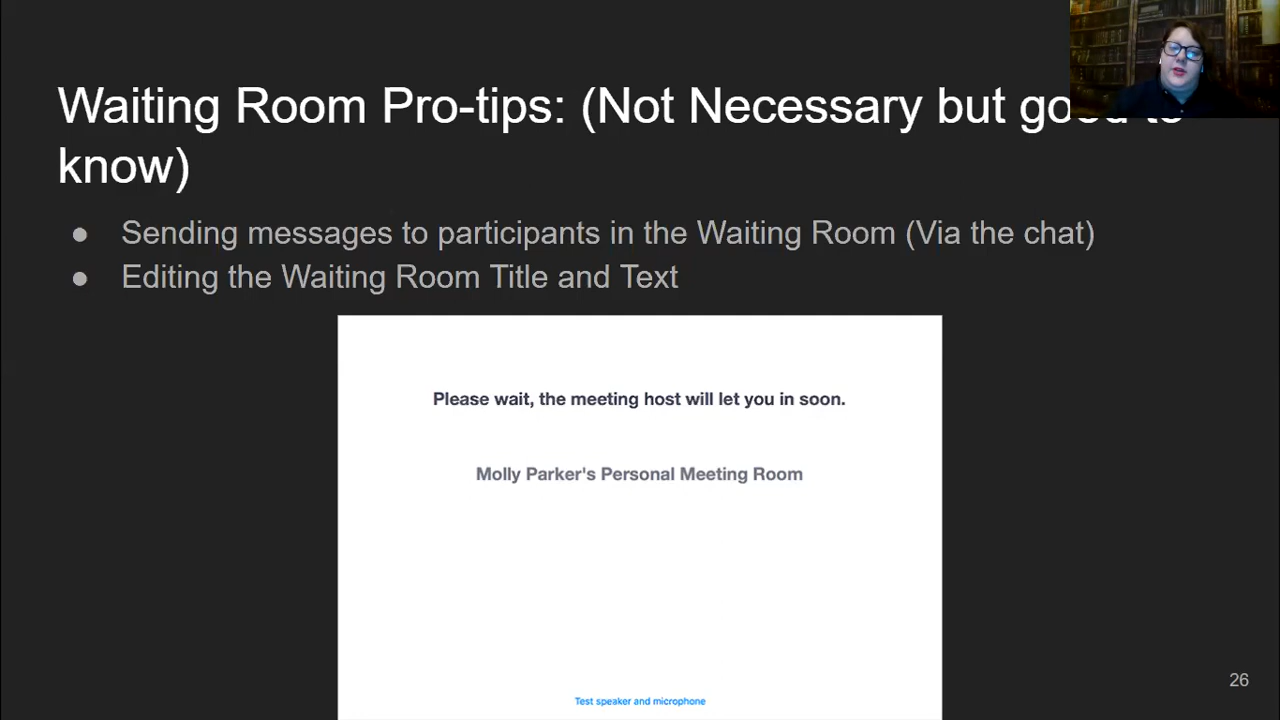 Waiting Room Pro-tips: (Not Necessary but good to
know)
● Sending messages to participants in the Waiting Room (Via the chat)
● Editing the Waiting Room Title and Text
Please wait, the meeting host will let you in soon.
Molly Parker's Personal Meeting Room
Test speaker and microphone
26